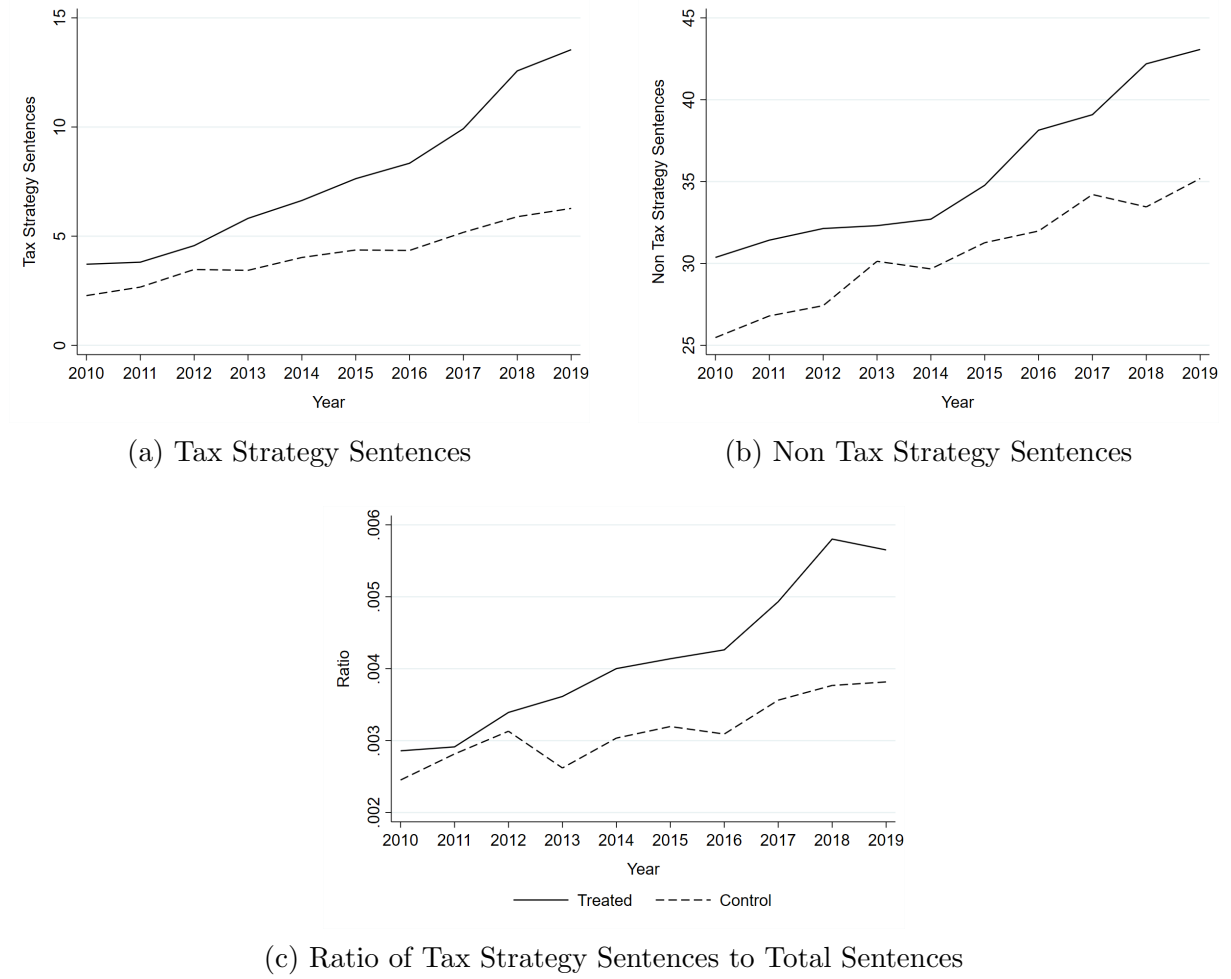 Tax Strategy Sentences
15
10
5
0
2010 2011 2012 2013 2014 2015 2016 2017 2018 2019
Year
(a) Tax Strategy Sentences
Non Tax Strategy Sentences
45
40
35
30
25
2010 2011 2012 2013 2014 2015 2016 2017 2018 2019
Year
(b) Non Tax Strategy Sentences
Ratio
.006
.005
.004
.003
.002
2010 2011 2012 2013 2014 2015 2016 2017 2018 2019
Year
Treated Control
(c) Ratio of Tax Strategy Sentences to Total Sentences